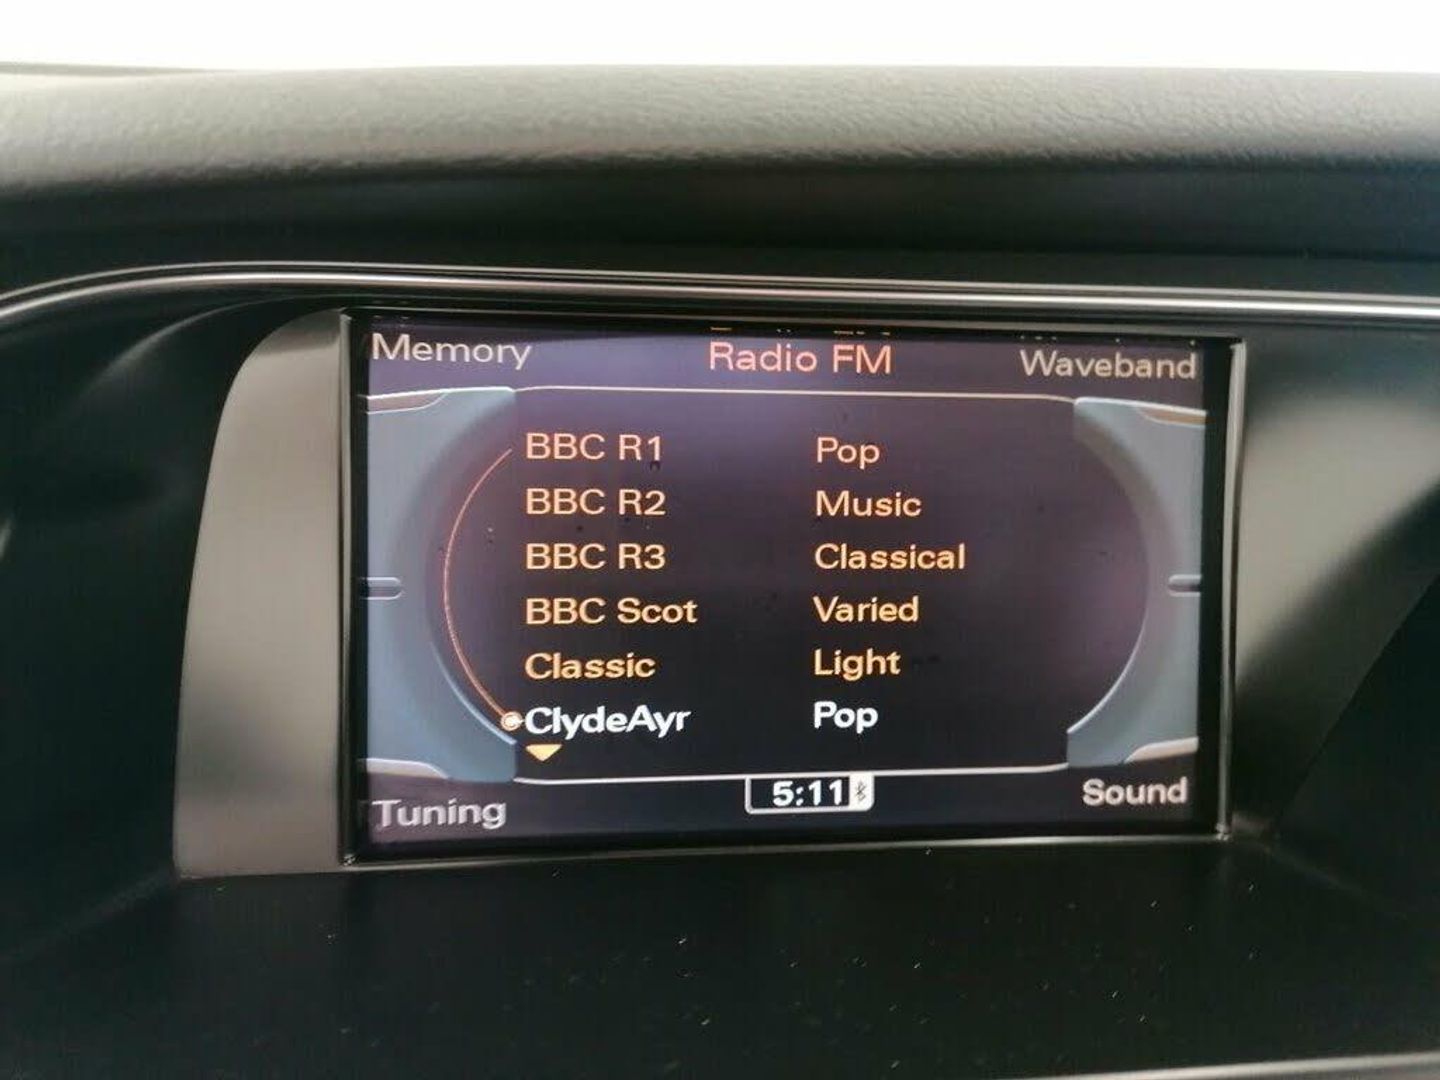 Memory Radio FM Waveband
BBC R1 Pop
BBC R2 Music
BBC R3 Classical
BBC Scot Varied
Classic Light
ClydeAyr Pop
Tuning 5:11 Sound